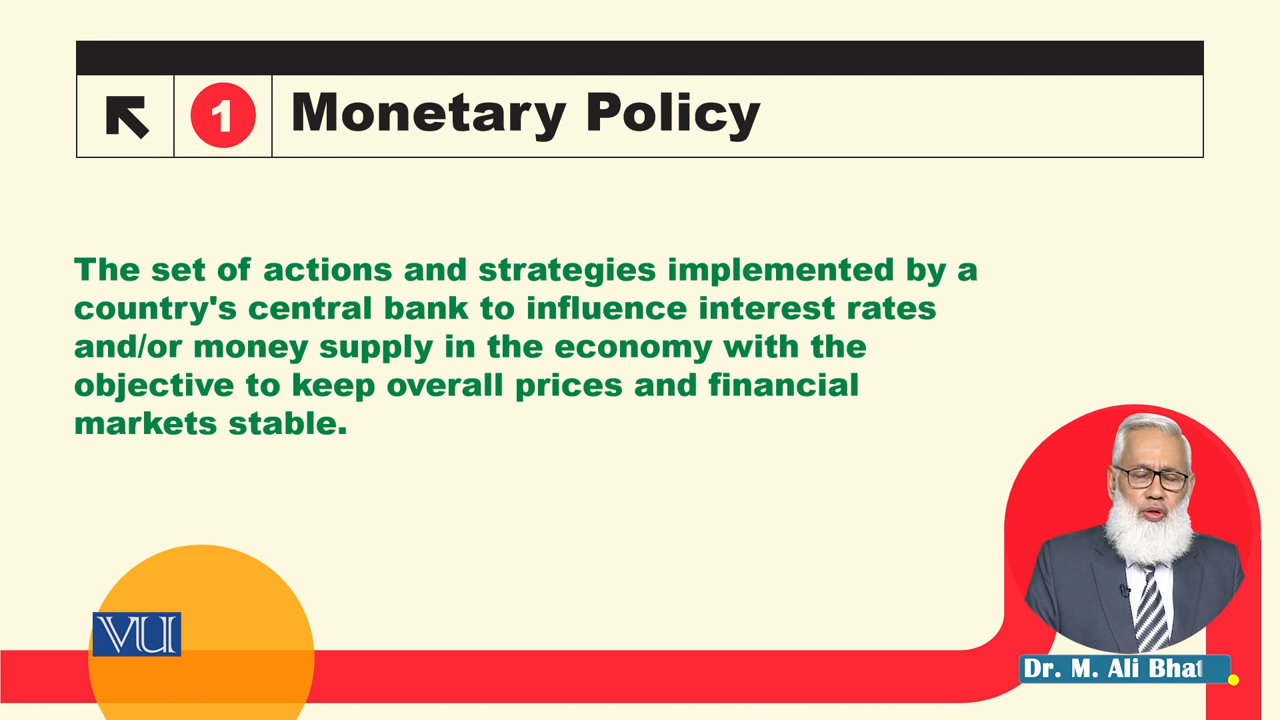 1
Monetary Policy
The set of actions and strategies implemented by a
country's central bank to influence interest rates
and/or money supply in the economy with the
objective to keep overall prices and financial
markets stable.
VU
Dr. M. Ali Bhat